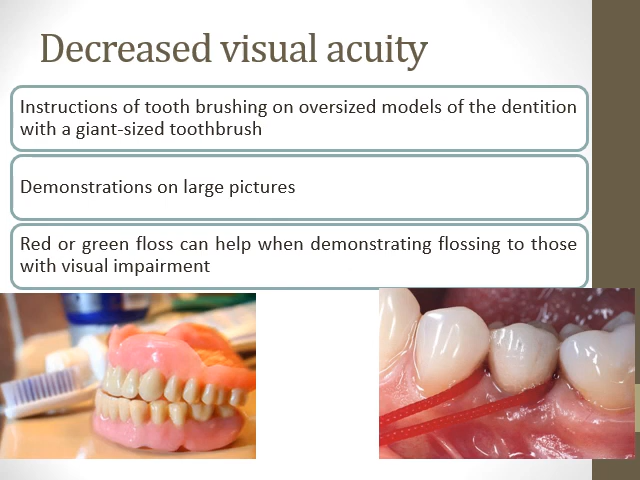 Decreased visual acuity
Instructions of tooth brushing on oversized models of the dentition
with a giant-sized toothbrush
Demonstrations on large pictures
Red or green floss can help when demonstrating flossing to those
with visual impairment